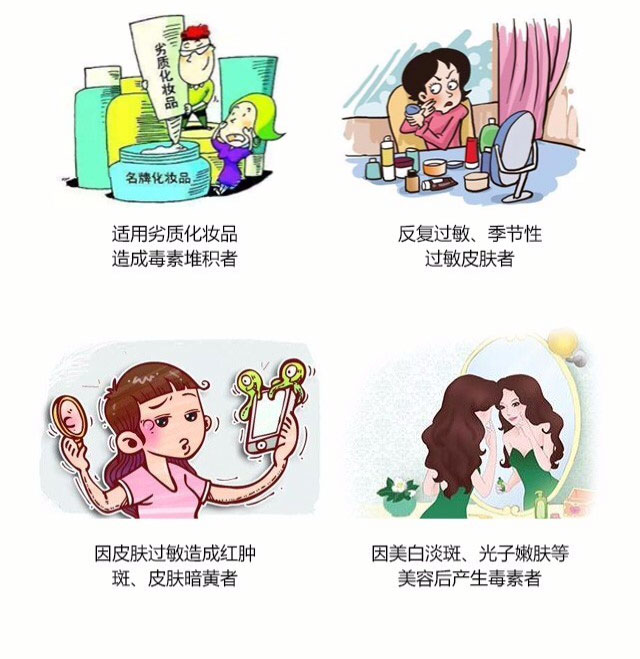 劣质化妆品
名牌化妆品
适用劣质化妆品
造成毒素堆积者
反复过敏、季节性
过敏皮肤者
因皮肤过敏造成红肿
斑、皮肤暗黄者
因美白淡斑、光子嫩肤等
美容后产生毒素者